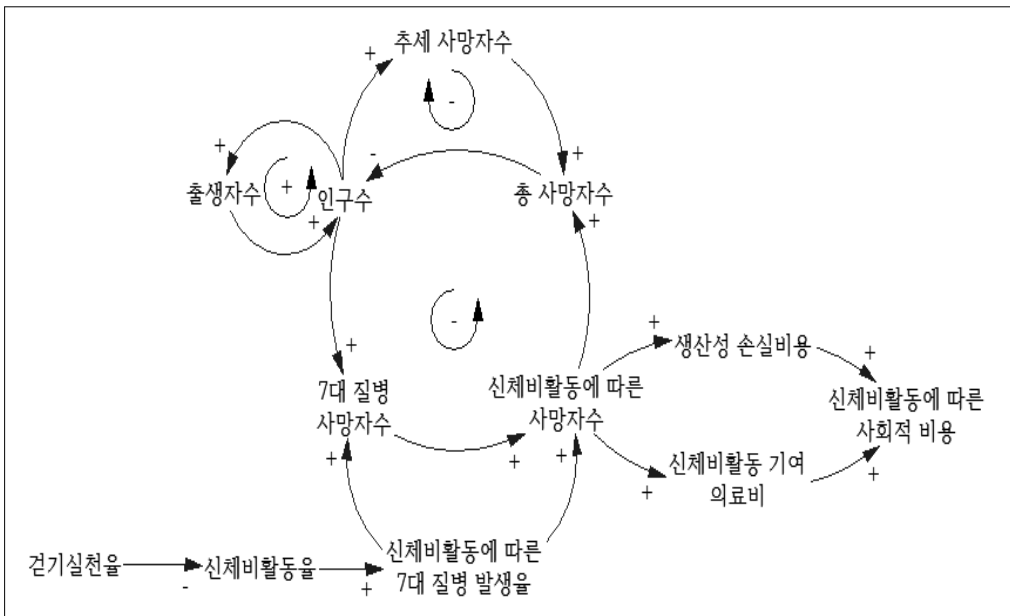 추세 사망자수
+
-
+
+
-
출생자수
+
인구수
+
총 사망자수
+
-
+
+
생산성 손실비용
+
7대 질병
사망자수
신체비활동에 따른
사망자수
신체비활동에 따른
사회적 비용
+
+
+
신체비활동 기여
의료비
+
+
걷기실천율
-
신체비활동율
+
신체비활동에 따른
7대 질병 발생율